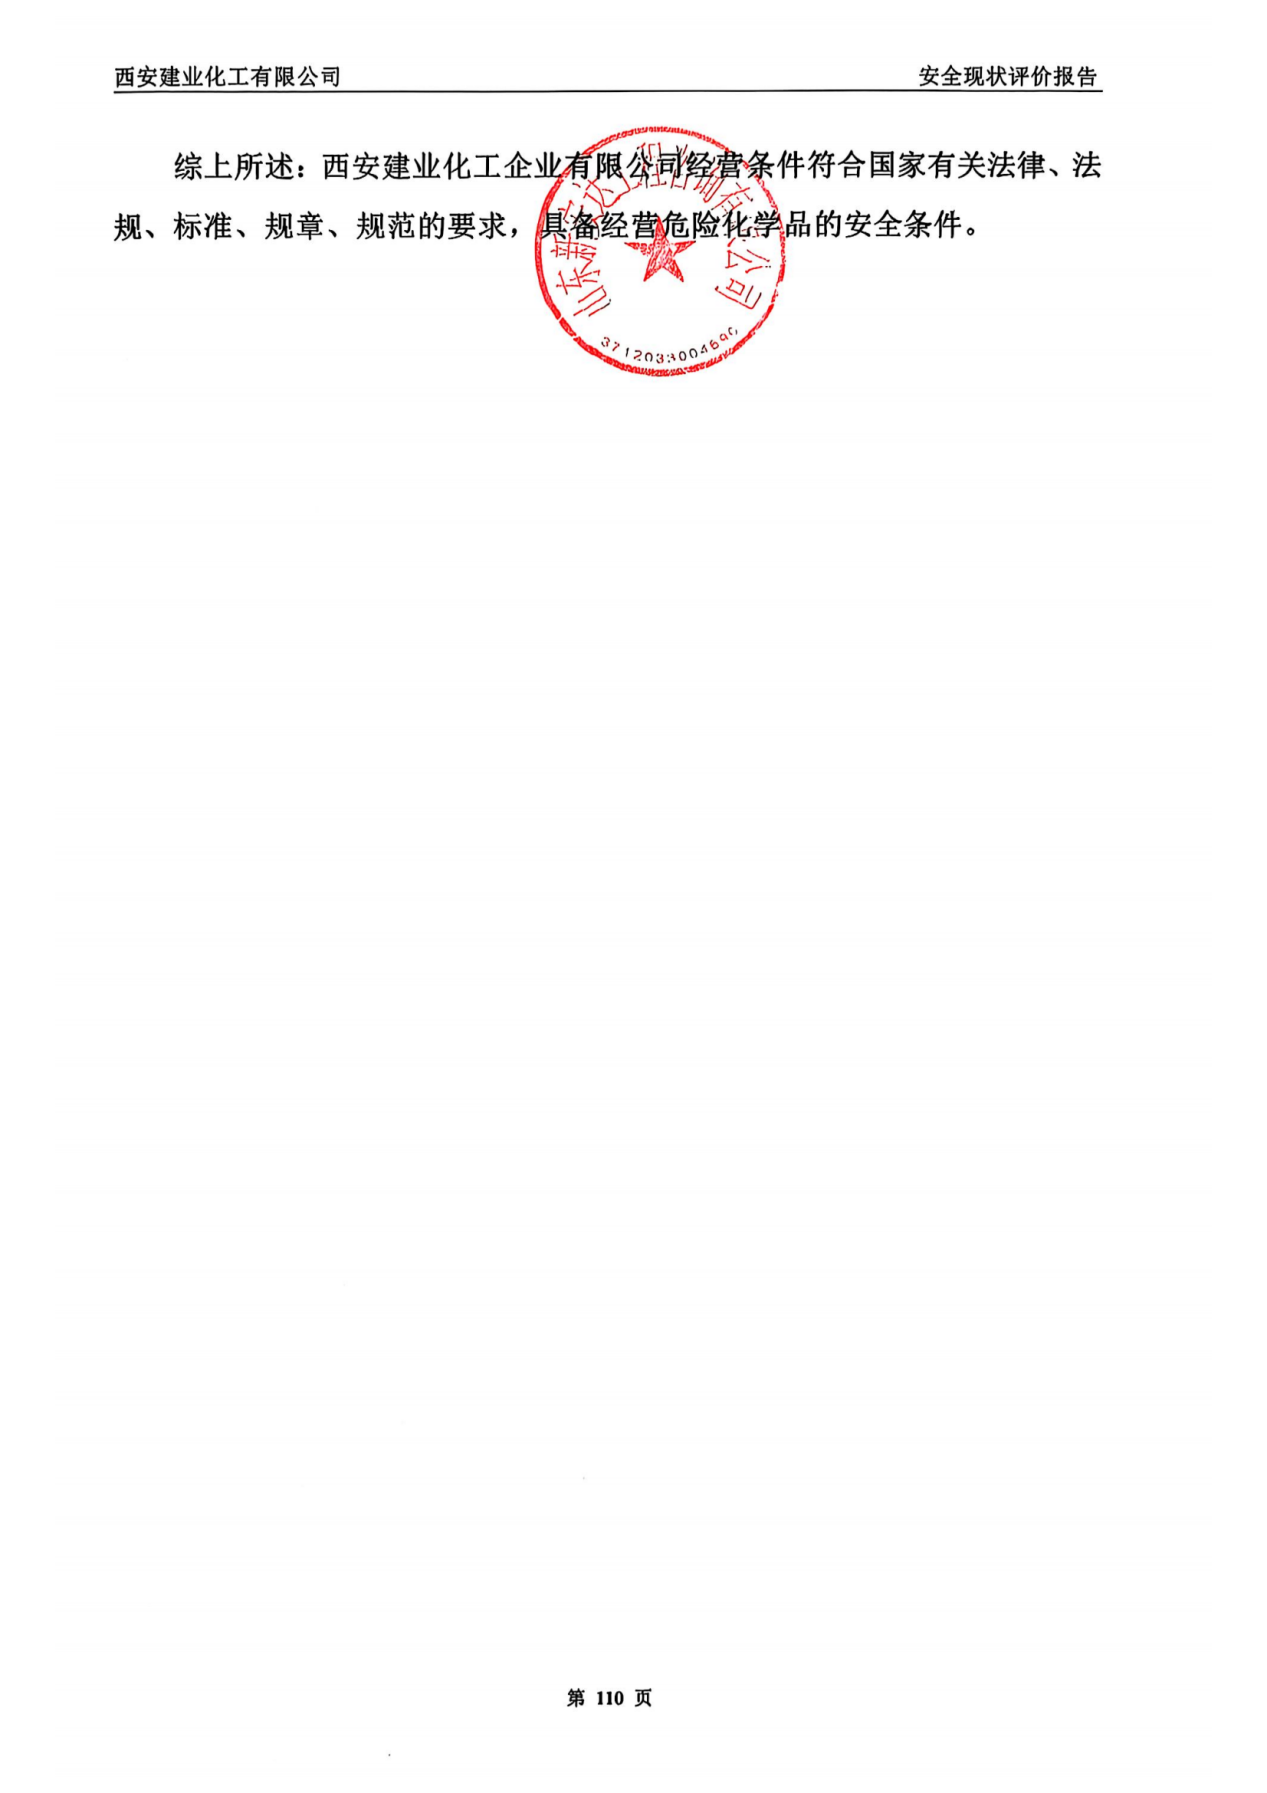 西安建业化工有限公司 安全现状评价报告
综上所述：西安建业化工企业有限公司经营条件符合国家有关法律、法
规、标准、规章、规范的要求，具备经营危险化学品的安全条件。
第 110 页